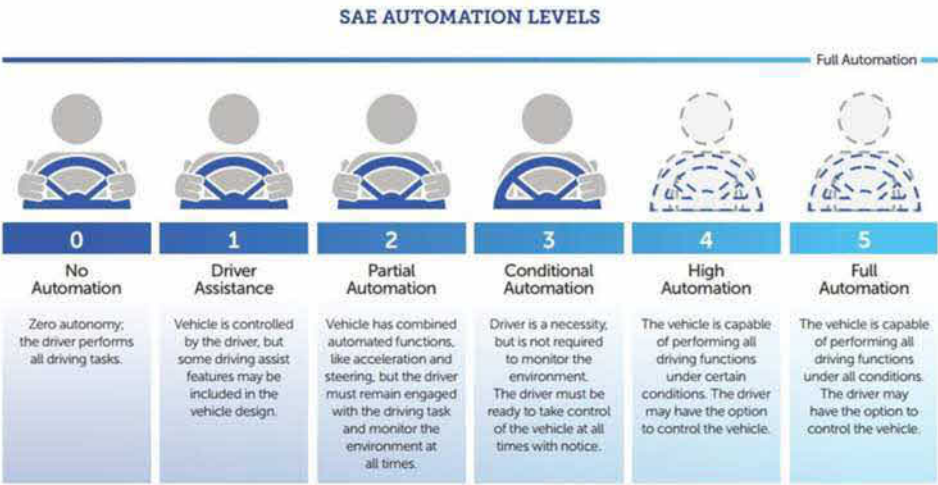 SAE AUTOMATION LEVELS
Full Automation
0
No
Automation
Zero autonomy;
the driver performs
all driving tasks.
1
Driver
Assistance
Vehicle is controlled
by the driver, but
some driving assist
features may be
included in the
vehicle design.
2
Partial
Automation
Vehicle has combined
automated functions,
like acceleration and
steering, but the driver
must remain engaged
with the driving task
and monitor the
environment at
all times.
3
Conditional
Automation
Driver is a necessity,
but is not required
to monitor the
environment.
The driver must be
ready to take control
of the vehicle at all
times with notice.
4
High
Automation
The vehicle is capable
of performing all
driving functions
under certain
conditions. The driver
may have the option
to control the vehicle.
5
Full
Automation
The vehicle is capable
of performing all
driving functions
under all conditions.
The driver may
have the option to
control the vehicle.